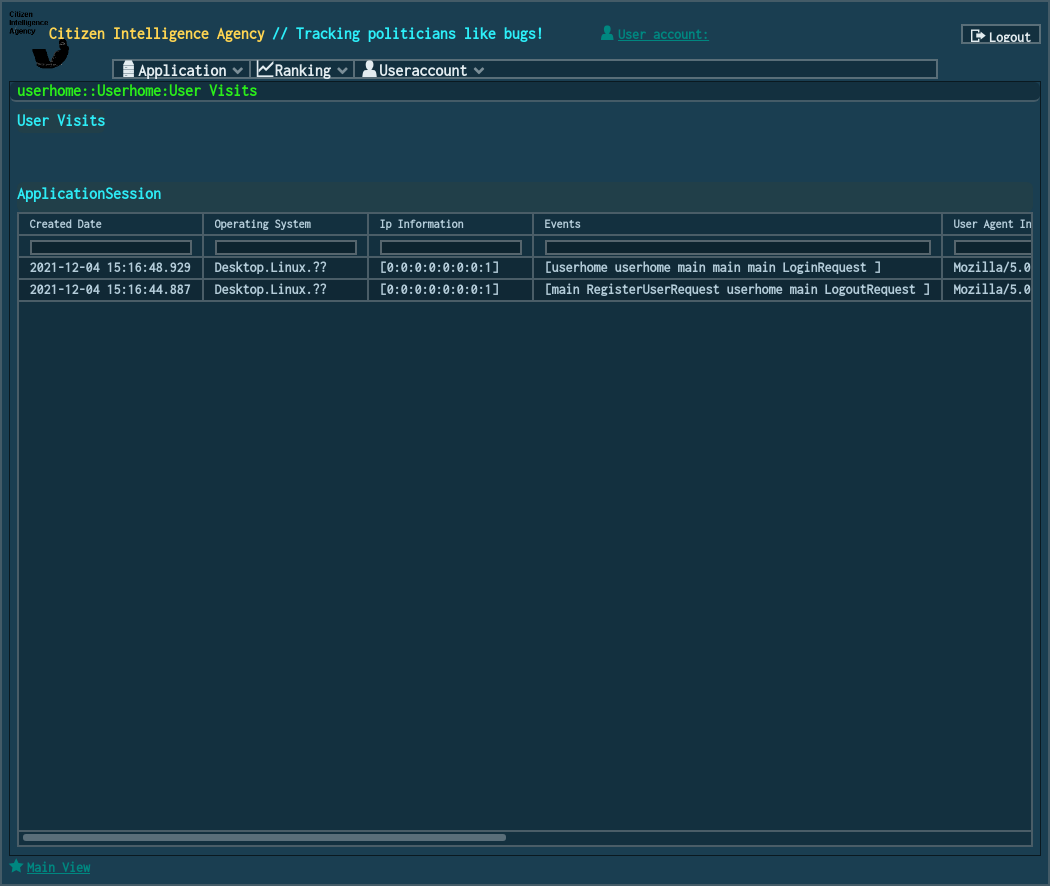 Citizen
Intelligence
Agency
Citizen Intelligence Agency // Tracking politicians like bugs!
User account:
Logout
Application Ranking Useraccount
userhome::Userhome:User Visits
User Visits
ApplicationSession
Created Date Operating System Ip Information Events User Agent In
2021-12-04 15:16:48.929 Desktop.Linux.?? [0:0:0:0:0:0:0:1] [userhome userhome main main main LoginRequest ] Mozilla/5.0
2021-12-04 15:16:44.887 Desktop.Linux.?? [0:0:0:0:0:0:0:1] [main RegisterUserRequest userhome main LogoutRequest ] Mozilla/5.0
Main View